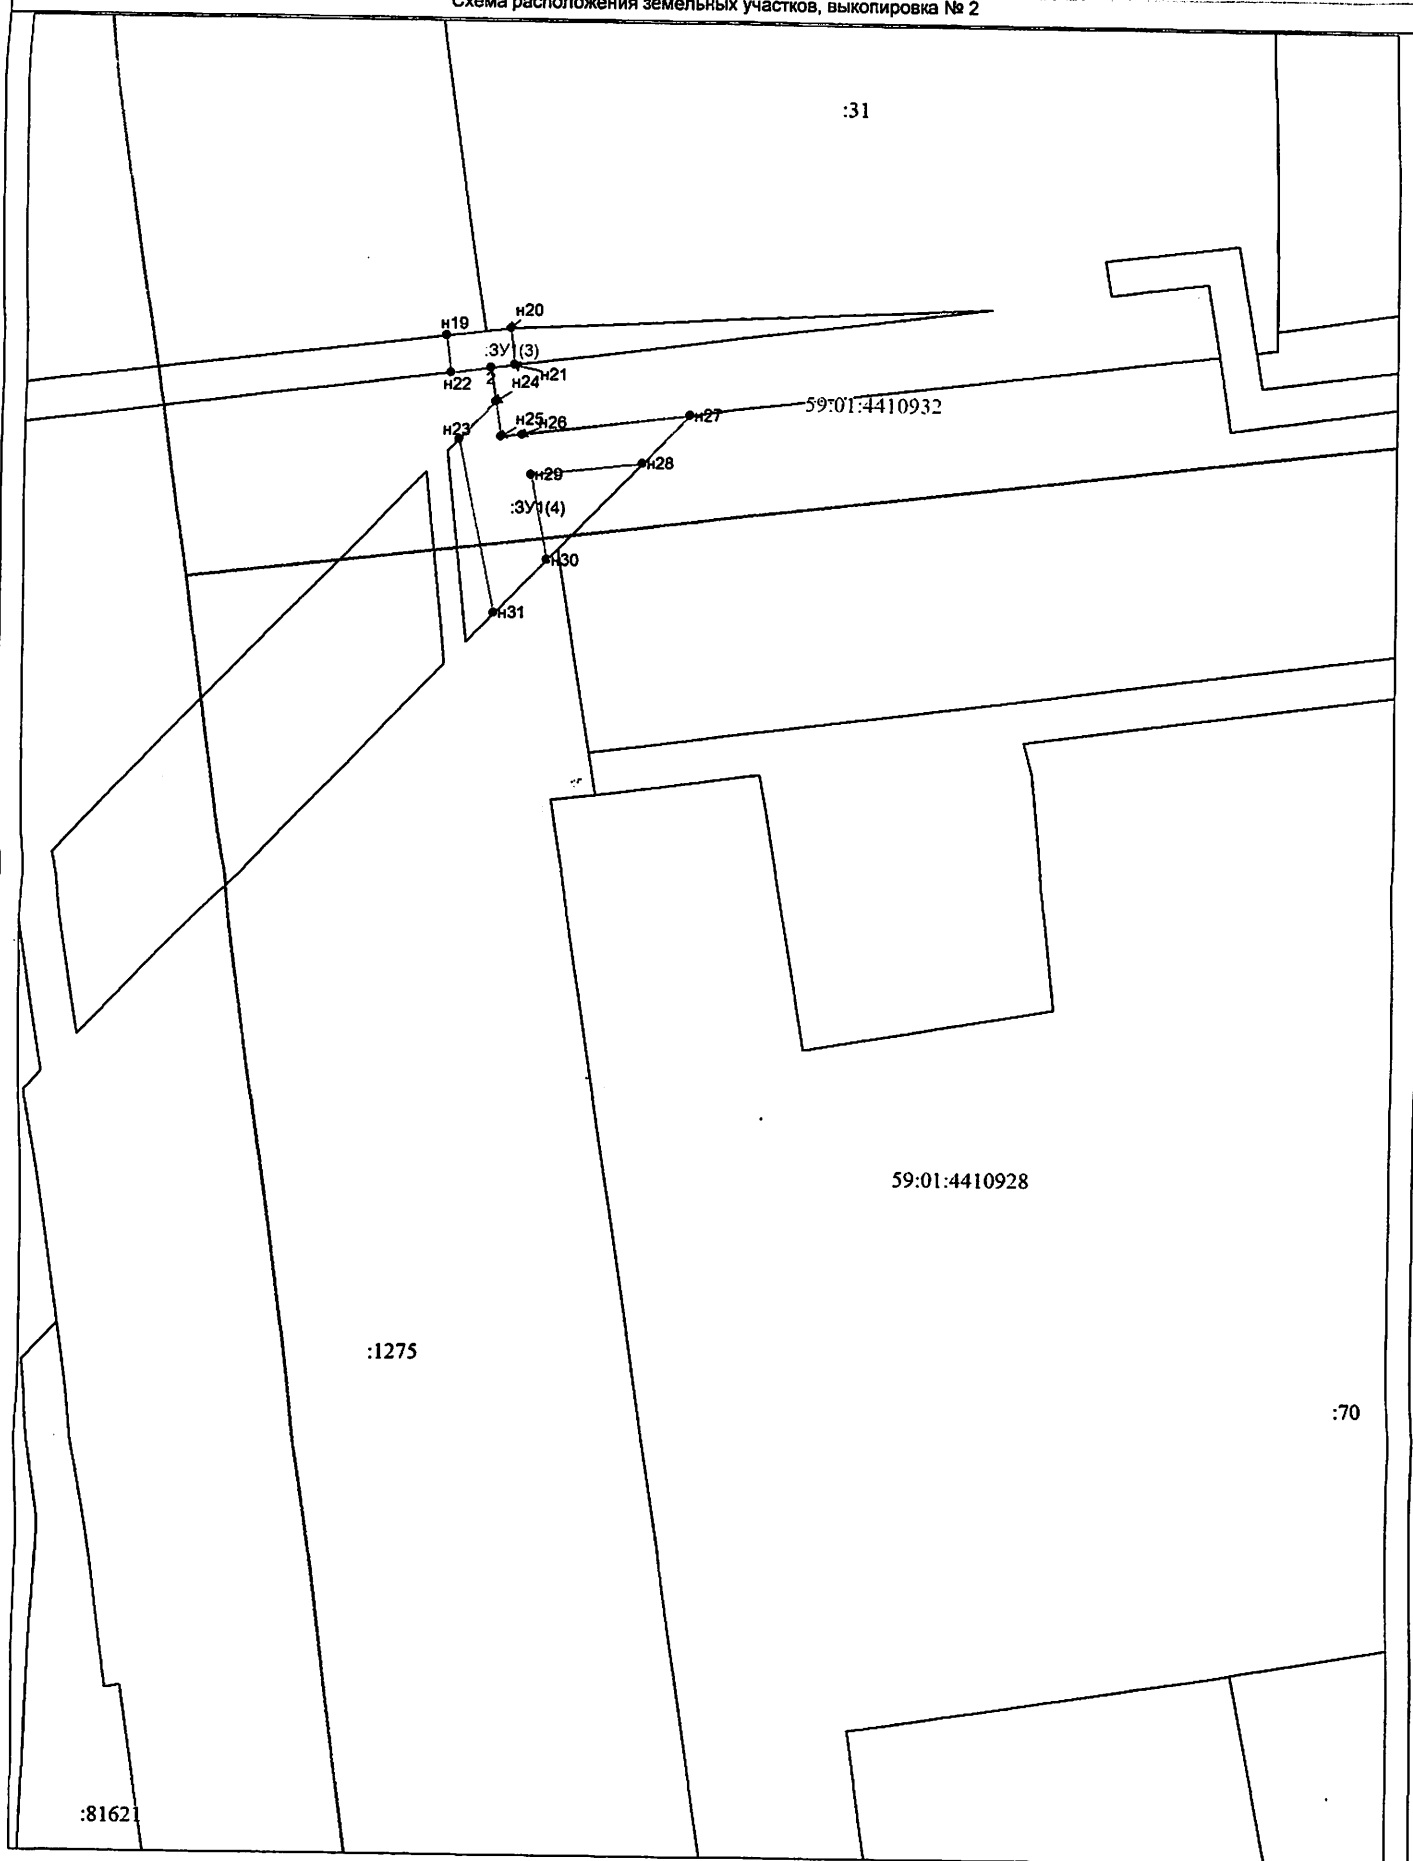 Схема расположения земельных участков, выкопировка № 2
:31
н20
н19
:ЗУ1(3)
н21
н22
2
н24
59:01:4410932
н27
н25
н26
н23
н28
н29
:ЗУ1(4)
н30
н31
59:01:4410928
:1275
:70
:81621